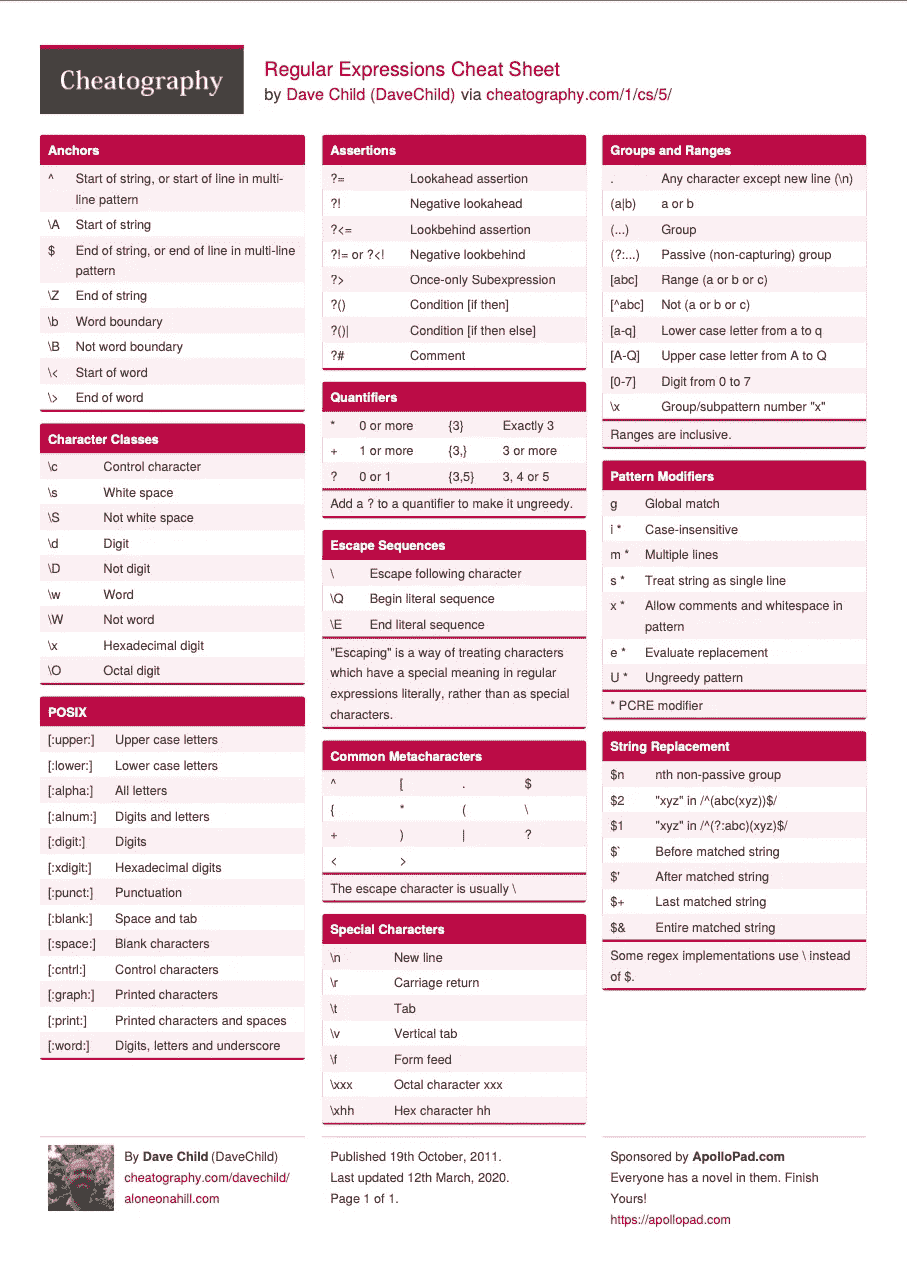 Cheatography
Regular Expressions Cheat Sheet
by Dave Child (DaveChild) via cheatography.com/1/cs/5/
Anchors
^ Start of string, or start of line in multi-
line pattern
\A Start of string
$ End of string, or end of line in multi-line
pattern
\Z End of string
\b Word boundary
\B Not word boundary
\< Start of word
\> End of word
Character Classes
\c Control character
\s White space
\S Not white space
\d Digit
\D Not digit
\w Word
\W Not word
\x Hexadecimal digit
\O Octal digit
POSIX
[:upper:] Upper case letters
[:lower:] Lower case letters
[:alpha:] All letters
[:alnum:] Digits and letters
[:digit:] Digits
[:xdigit:] Hexadecimal digits
[:punct:] Punctuation
[:blank:] Space and tab
[:space:] Blank characters
[:cntrl:] Control characters
[:graph:] Printed characters
[:print:] Printed characters and spaces
[:word:] Digits, letters and underscore
Assertions
?= Lookahead assertion
?! Negative lookahead
?<= Lookbehind assertion
?!= or ?<! Negative lookbehind
?> Once-only Subexpression
?() Condition [if then]
?()| Condition [if then else]
?# Comment
Quantifiers
* 0 or more {3} Exactly 3
+ 1 or more {3,} 3 or more
? 0 or 1 {3,5} 3, 4 or 5
Add a ? to a quantifier to make it ungreedy.
Escape Sequences
\ Escape following character
\Q Begin literal sequence
\E End literal sequence
"Escaping" is a way of treating characters
which have a special meaning in regular
expressions literally, rather than as special
characters.
Common Metacharacters
^ [ . $
{ * ( \
+ ) | ?
< >
The escape character is usually \
Special Characters
\n New line
\r Carriage return
\t Tab
\v Vertical tab
\f Form feed
\xxx Octal character xxx
\xhh Hex character hh
Groups and Ranges
. Any character except new line (\n)
(a|b) a or b
(...) Group
(?:...) Passive (non-capturing) group
[abc] Range (a or b or c)
[^abc] Not (a or b or c)
[a-q] Lower case letter from a to q
[A-Q] Upper case letter from A to Q
[0-7] Digit from 0 to 7
\x Group/subpattern number "x"
Ranges are inclusive.
Pattern Modifiers
g Global match
i * Case-insensitive
m * Multiple lines
s * Treat string as single line
x * Allow comments and whitespace in
pattern
e * Evaluate replacement
U * Ungreedy pattern
* PCRE modifier
String Replacement
$n nth non-passive group
$2 "xyz" in /^(abc(xyz))$/
$1 "xyz" in /^(?:abc)(xyz)$/
$` Before matched string
$' After matched string
$+ Last matched string
$& Entire matched string
Some regex implementations use \ instead
of $.
By Dave Child (DaveChild)
cheatography.com/davechild/
aloneonahill.com
Published 19th October, 2011.
Last updated 12th March, 2020.
Page 1 of 1.
Sponsored by ApolloPad.com
Everyone has a novel in them. Finish
Yours!
https://apollopad.com